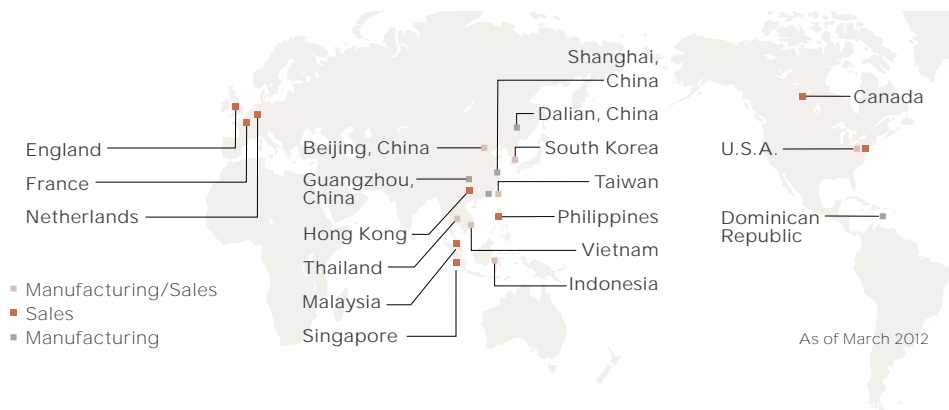 England
France
Netherlands
Manufacturing/Sales
Sales
Manufacturing
Shanghai,
China
Dalian, China
Beijing, China
South Korea
Guangzhou,
China
Taiwan
Hong Kong
Philippines
Thailand
Vietnam
Malaysia
Indonesia
Singapore
Canada
U.S.A.
Dominican
Republic
As of March 2012